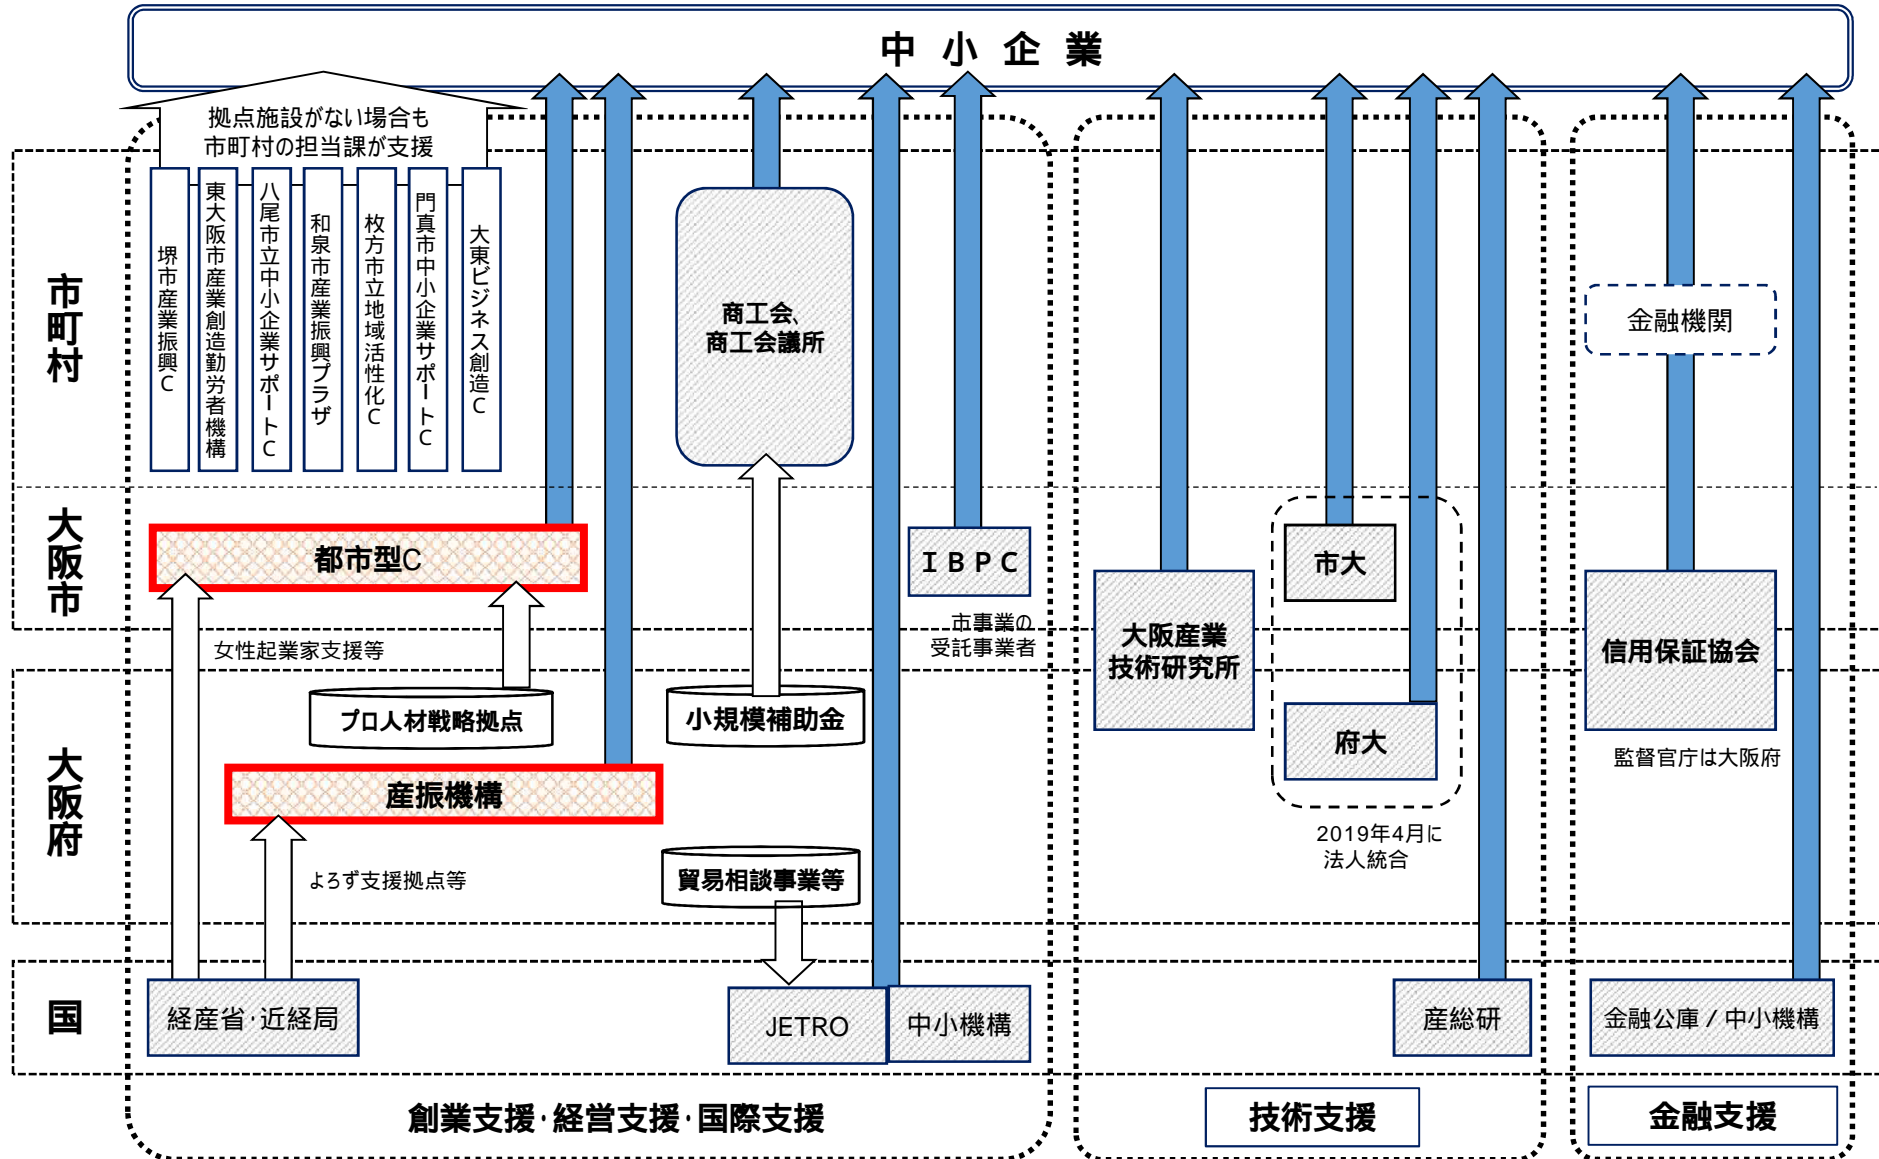 中小企業
拠点施設がない場合も
市町村の担当課が支援
市町村
堺市産業振興C
東大阪市産業創造勤労者機構
八尾市立中小企業サポートC
和泉市産業振興プラザ
枚方市立地域活性化C
門真市中小企業サポートC
大東ビジネス創造C
商工会、
商工会議所
金融機関
大阪市
都市型C
ＩＢＰＣ
市事業の
受託事業者
市大
大阪産業
技術研究所
信用保証協会
女性起業家支援等
大阪府
プロ人材戦略拠点
小規模補助金
府大
監督官庁は大阪府
産振機構
2019年4月に
法人統合
よろず支援拠点等
貿易相談事業等
国
経産省・近経局
JETRO
中小機構
産総研
金融公庫 / 中小機構
創業支援・経営支援・国際支援
技術支援
金融支援